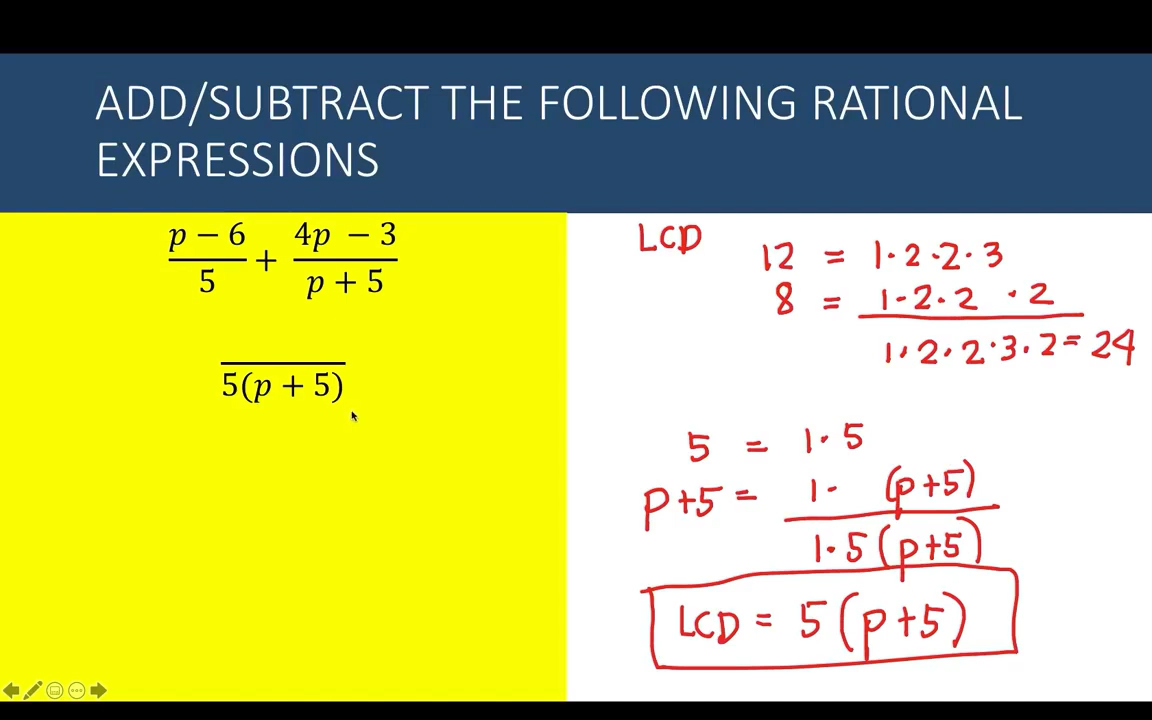 ADD/SUBTRACT THE FOLLOWING RATIONAL
EXPRESSIONS
p − 6 4p − 3
+
5 p + 5
5(p + 5)
LCD
12 = 1·2·2·3
8 = 1·2·2 ·2
1·2·2·3·2 = 24
5 = 1·5
p+5 = 1· (p+5)
1·5(p+5)
LCD = 5(p+5)